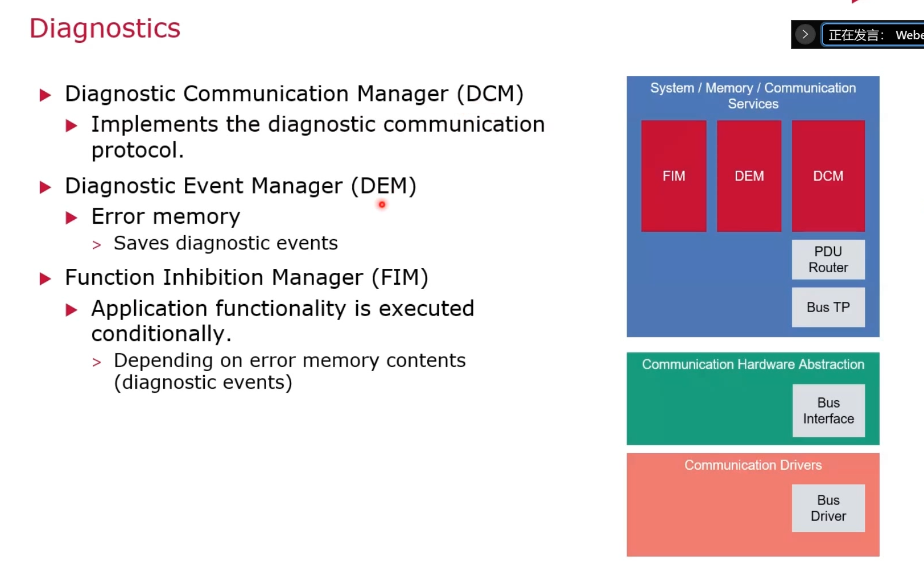 Diagnostics
正在发言： Webe
Diagnostic Communication Manager (DCM)
Implements the diagnostic communication
protocol.
Diagnostic Event Manager (DEM)
Error memory
> Saves diagnostic events
Function Inhibition Manager (FIM)
Application functionality is executed
conditionally.
> Depending on error memory contents
(diagnostic events)
System / Memory / Communication
Services
FIM
DEM
DCM
PDU
Router
Bus TP
Communication Hardware Abstraction
Bus
Interface
Communication Drivers
Bus
Driver